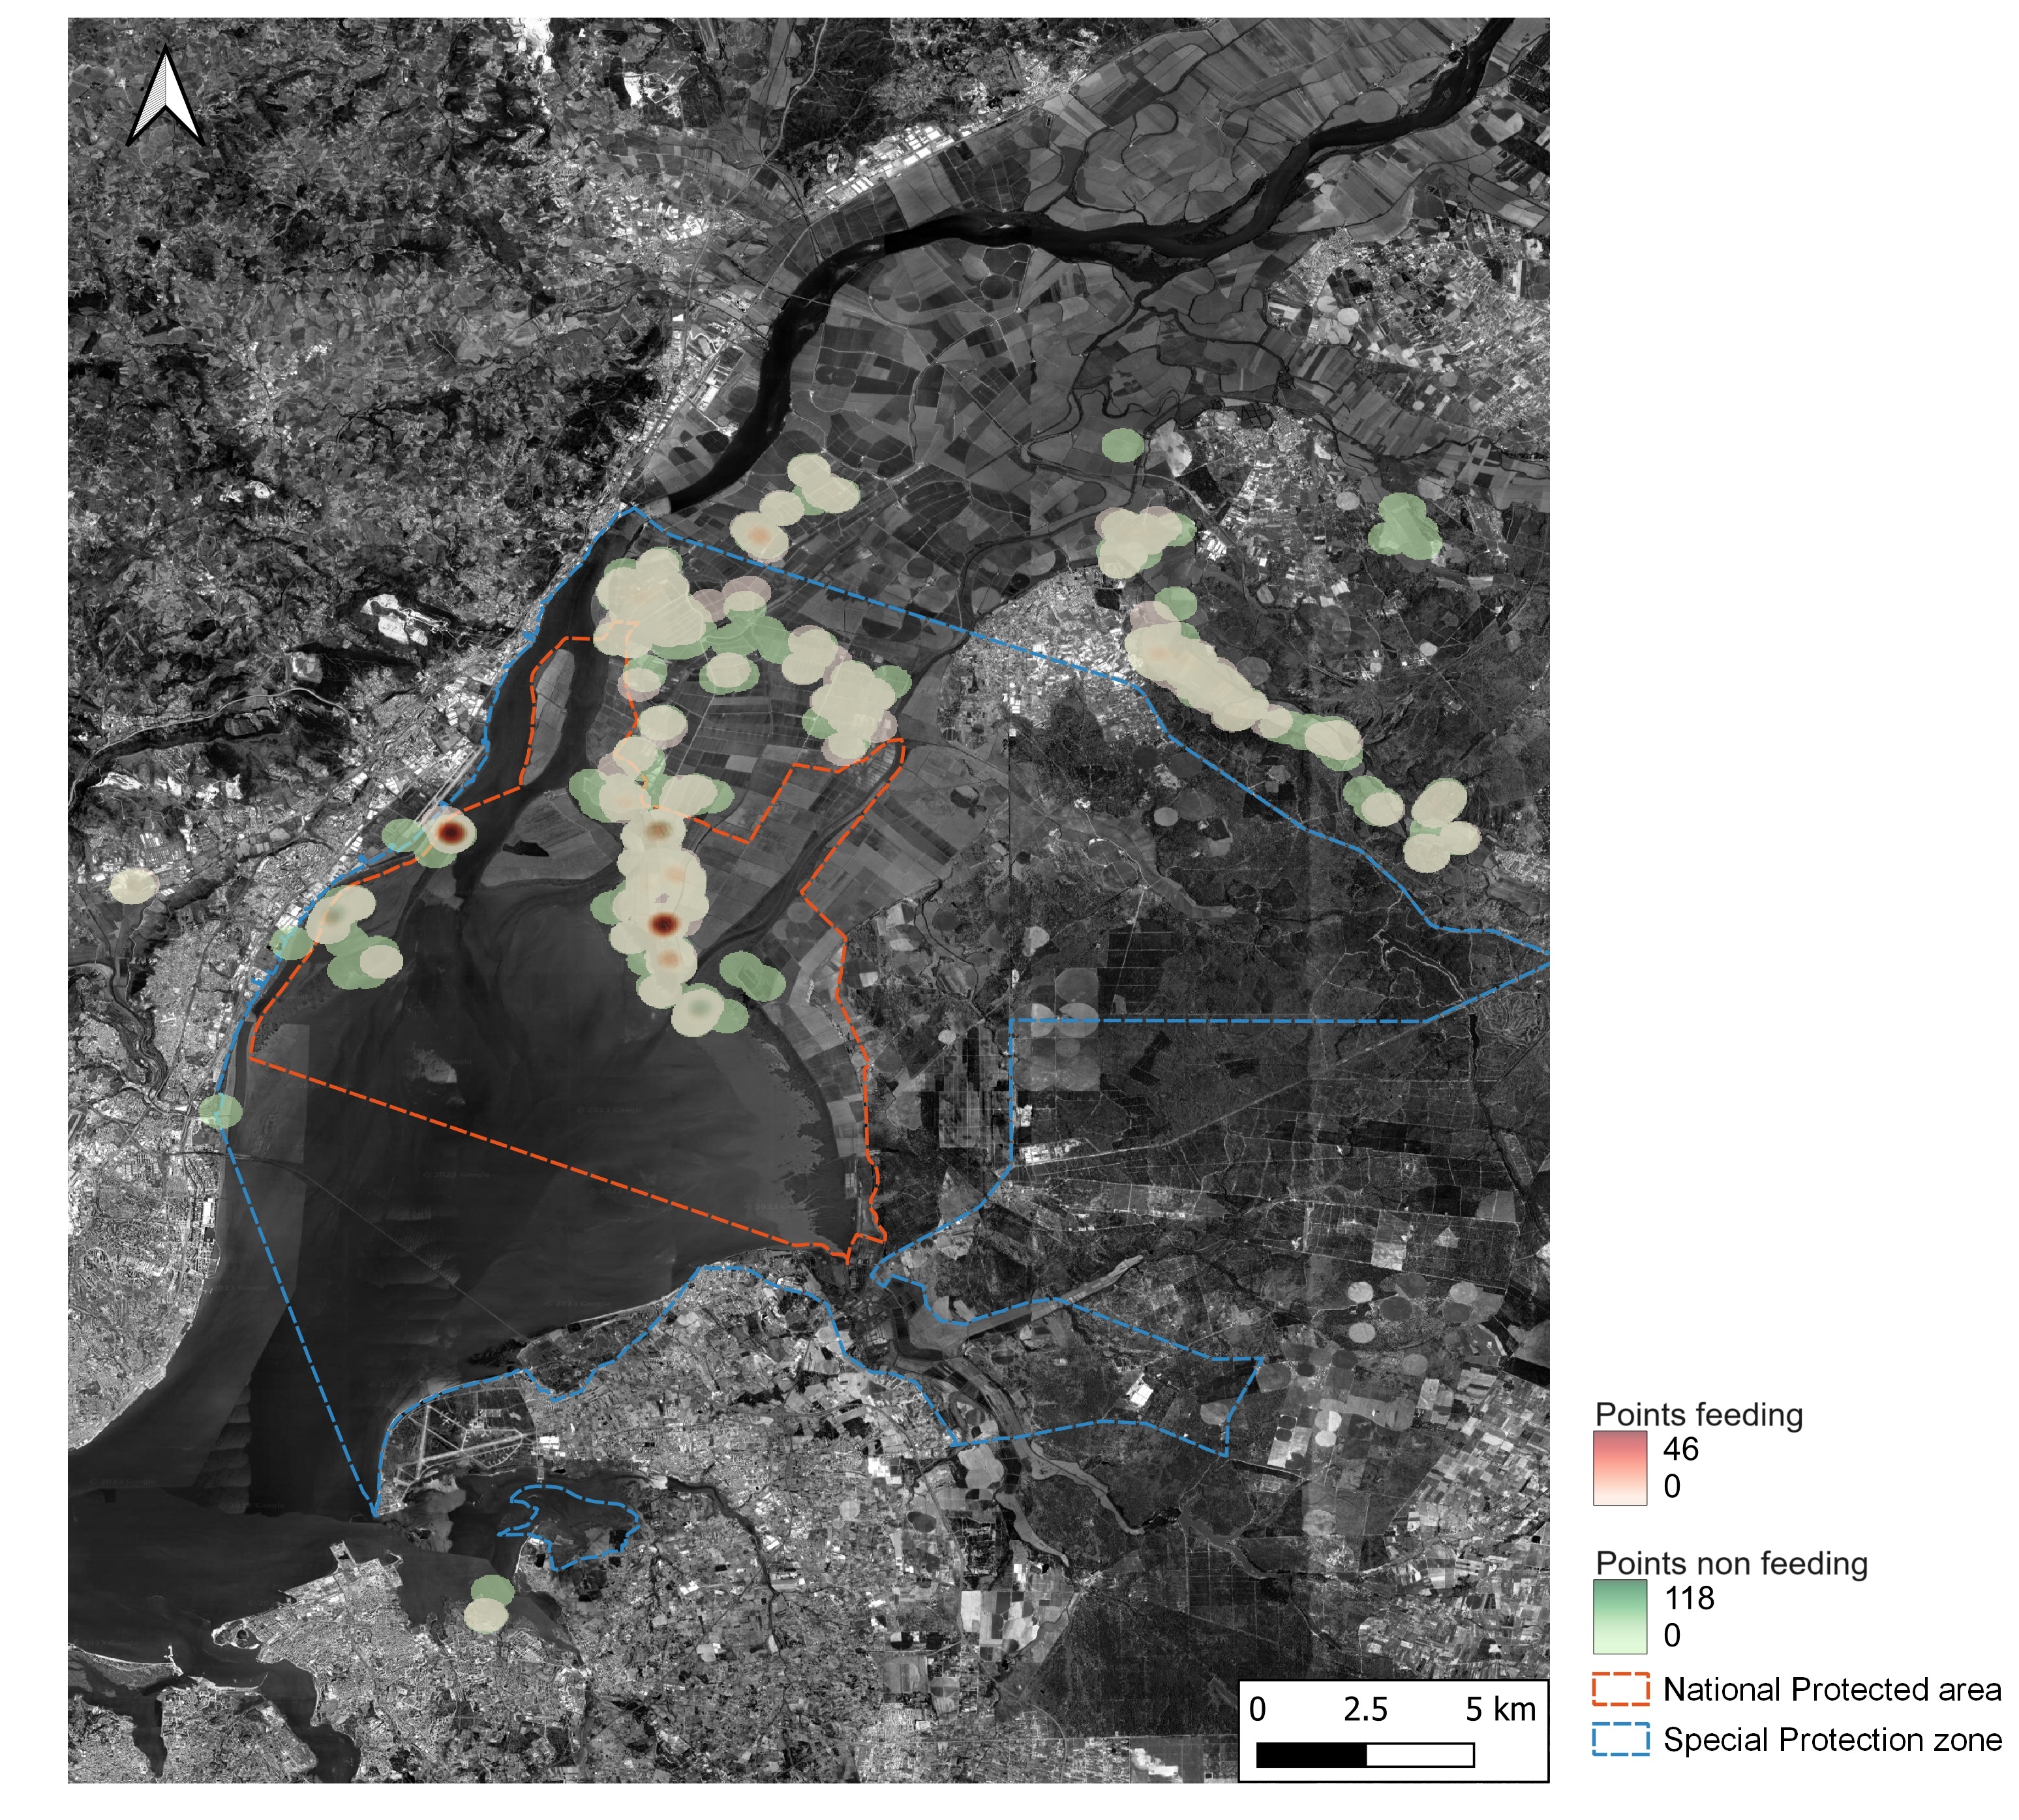 Points feeding
46
0
Points non feeding
118
0
National Protected area
Special Protection zone
0 2.5 5 km